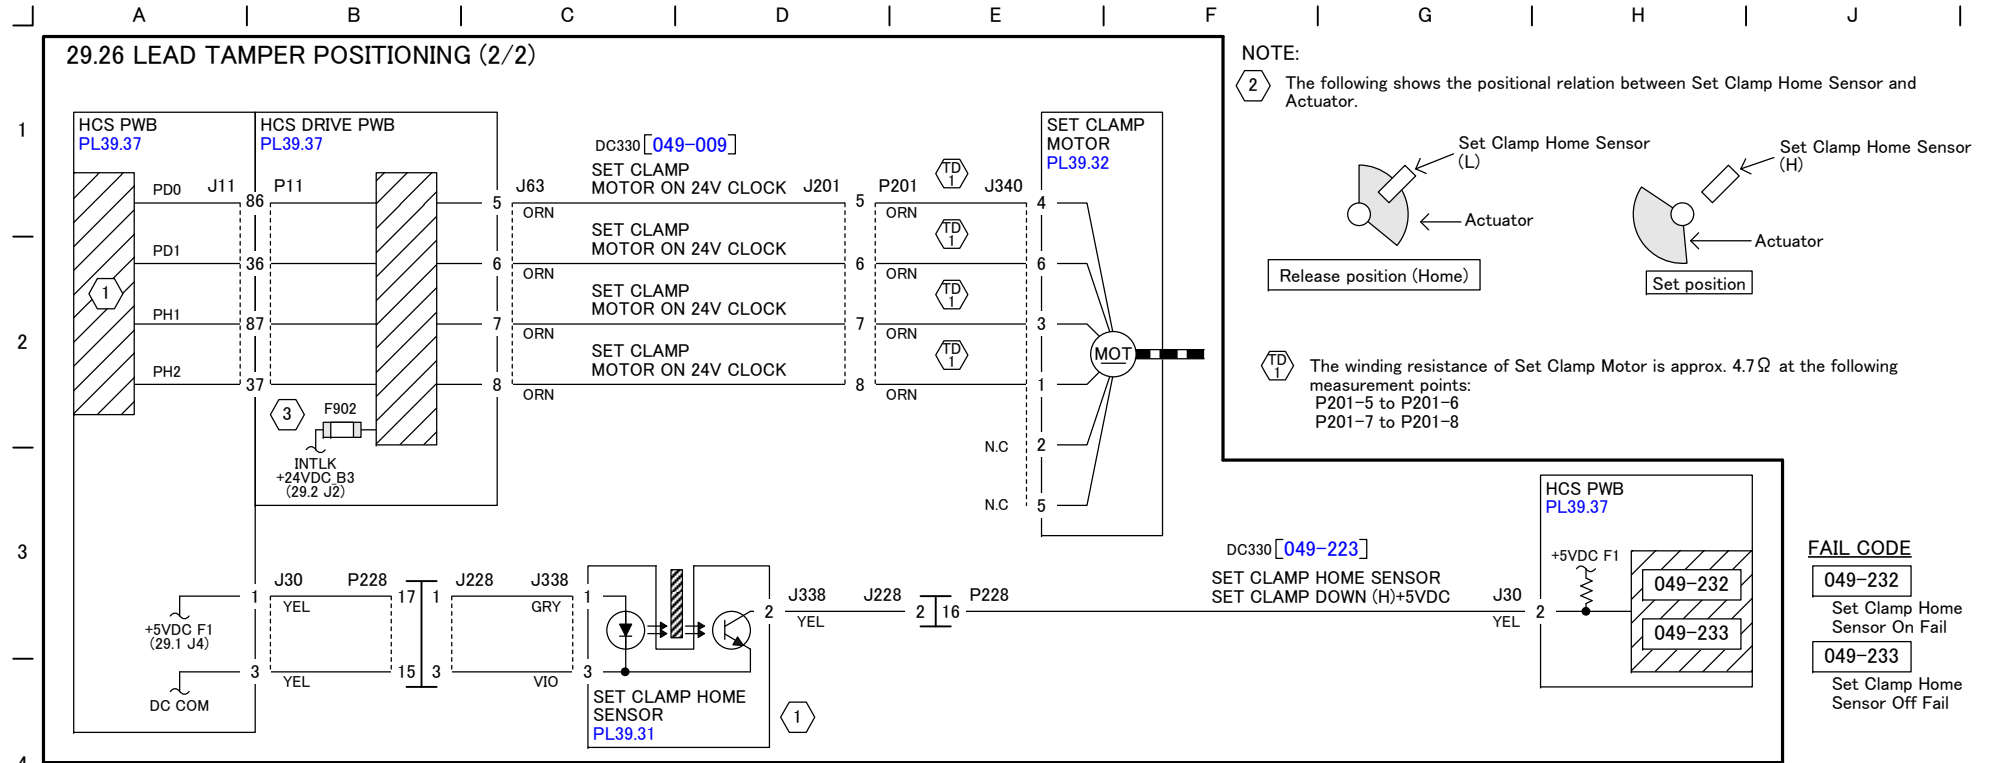 A B C D E F G H J
1
2
3
4
29.26 LEAD TAMPER POSITIONING (2/2)
HCS PWB
PL39.37
HCS DRIVE PWB
PL39.37
PD0
J11
86
P11
PD1
36
1
PH1
87
PH2
37
3
F902
INTLK
+24VDC_B3
(29.2 J2)
J63
5
ORN
6
ORN
7
ORN
8
ORN
DC330 [049-009]
SET CLAMP
MOTOR ON 24V CLOCK
SET CLAMP
MOTOR ON 24V CLOCK
SET CLAMP
MOTOR ON 24V CLOCK
SET CLAMP
MOTOR ON 24V CLOCK
J201
5
P201
ORN
6
ORN
7
ORN
8
ORN
TD
1
TD
1
TD
1
TD
1
J340
4
6
3
1
N.C
2
N.C
5
SET CLAMP
MOTOR
PL39.32
MOT
NOTE:
2
The following shows the positional relation between Set Clamp Home Sensor and
Actuator.
Set Clamp Home Sensor
(L)
Actuator
Release position (Home)
Set Clamp Home Sensor
(H)
Actuator
Set position
TD
1
The winding resistance of Set Clamp Motor is approx. 4.7Ω at the following
measurement points:
P201-5 to P201-6
P201-7 to P201-8
+5VDC F1
(29.1 J4)
DC COM
1
J30
YEL
P228
17
J228
1
J338
GRY
1
3
YEL
15
3
VIO
3
SET CLAMP HOME
SENSOR
PL39.31
1
2
J338
YEL
J228
2
16
P228
DC330 [049-223]
SET CLAMP HOME SENSOR
SET CLAMP DOWN (H)+5VDC
J30
YEL
2
HCS PWB
PL39.37
+5VDC F1
049-232
049-233
FAIL CODE
049-232
Set Clamp Home
Sensor On Fail
049-233
Set Clamp Home
Sensor Off Fail